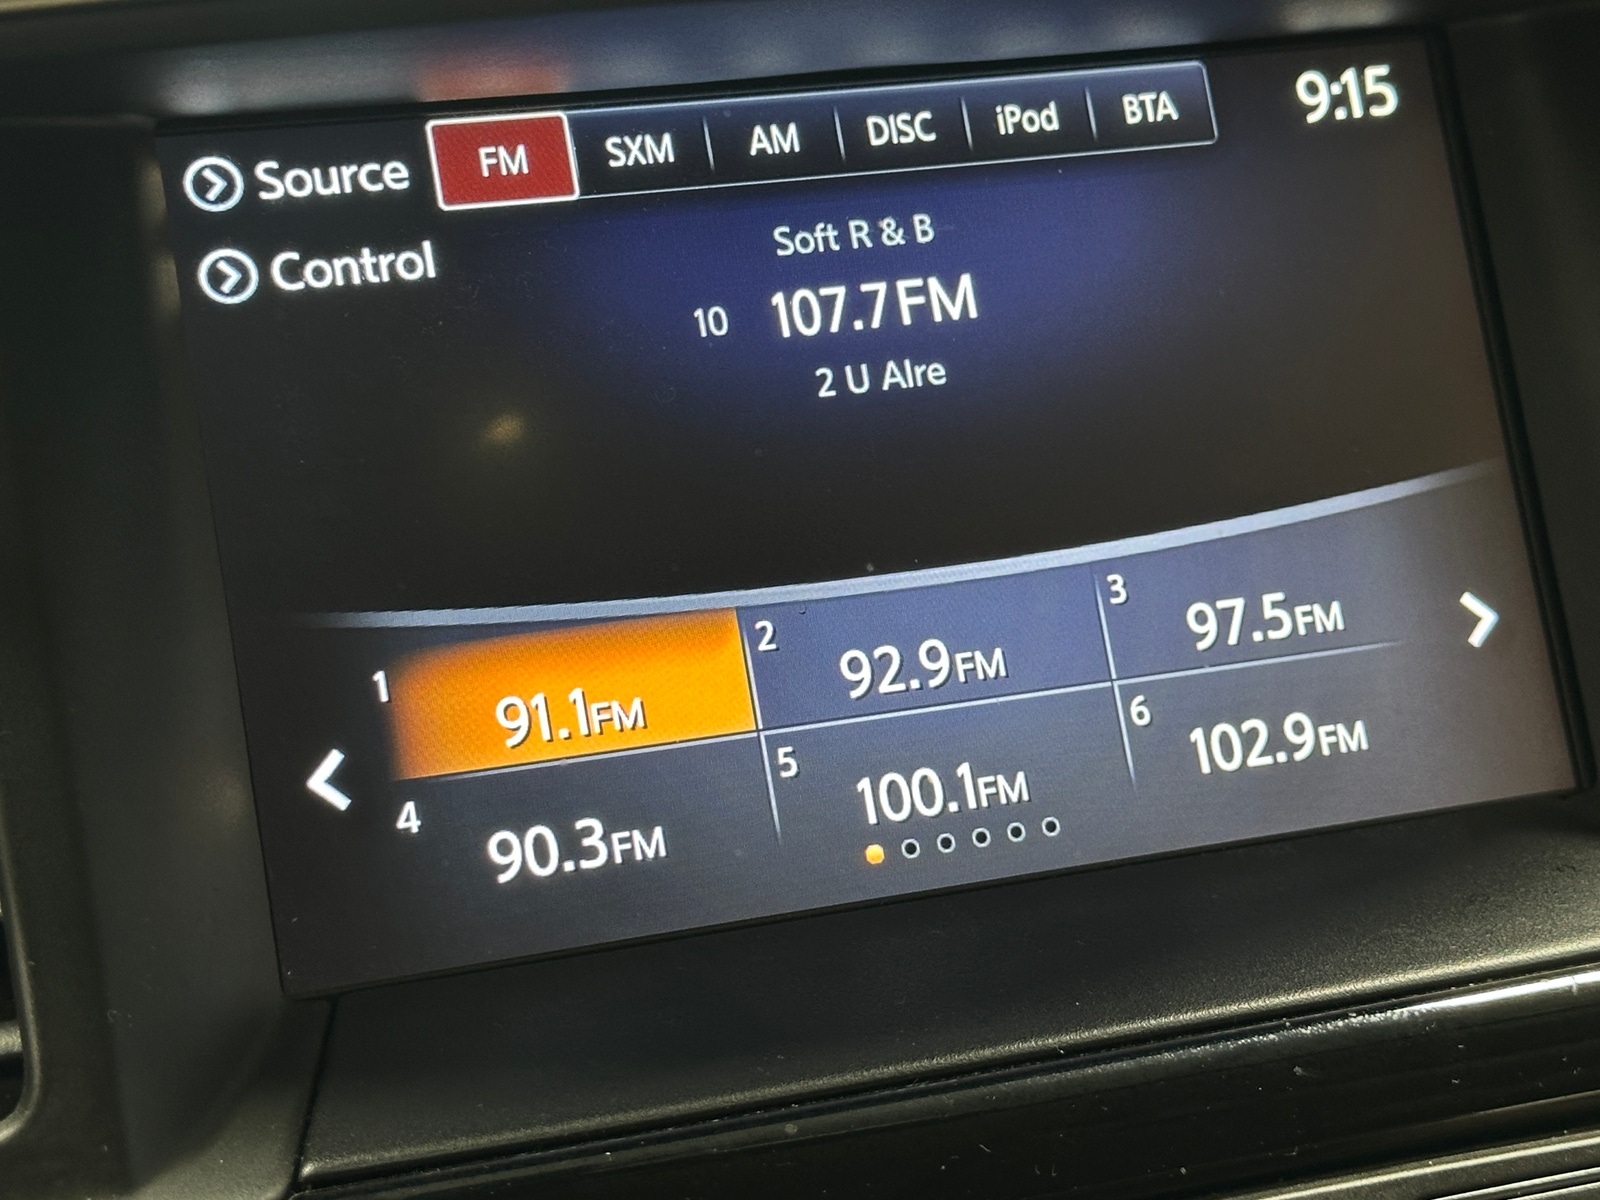 Source FM SXM AM DISC iPod BTA 9:15
Control
Soft R & B
10 107.7FM
2 U Alre
1 91.1FM 2 92.9FM 3 97.5FM
4 90.3FM 5 100.1FM 6 102.9FM